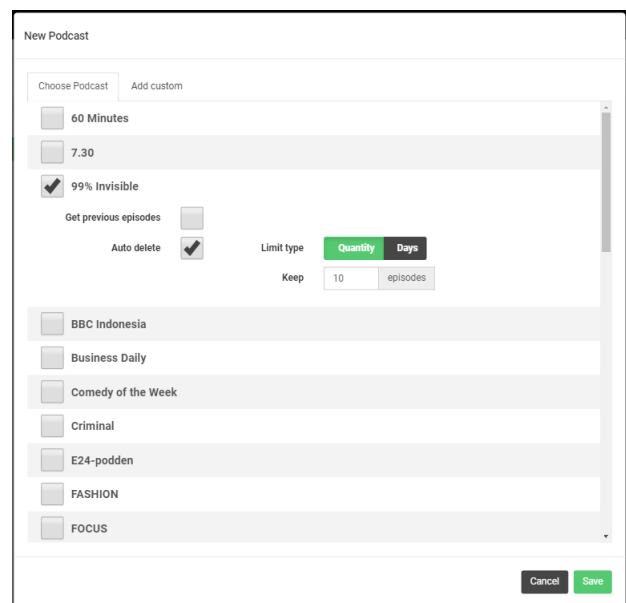 New Podcast
Choose Podcast Add custom
60 Minutes
7.30
99% Invisible
Get previous episodes
Auto delete Limit type Quantity Days
Keep 10 episodes
BBC Indonesia
Business Daily
Comedy of the Week
Criminal
E24-podden
FASHION
FOCUS
Cancel Save